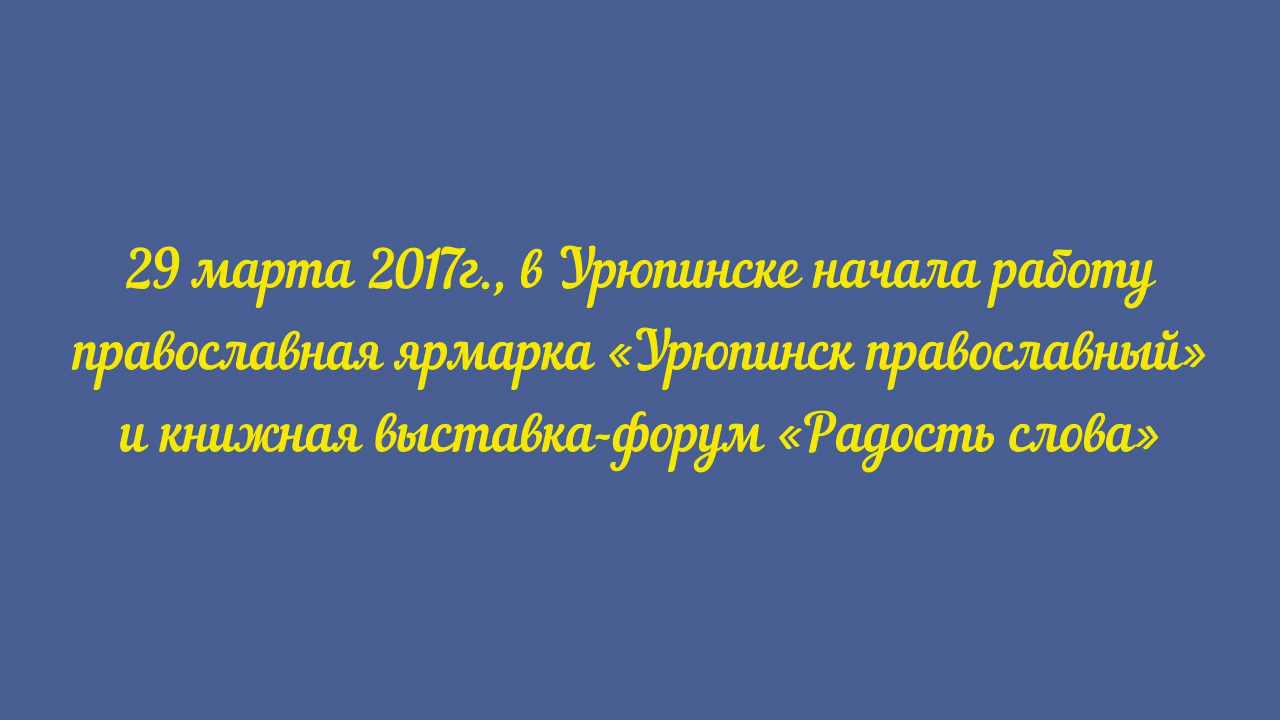 29 марта 2017г., в Урюпинске начала работу
православная ярмарка «Урюпинск православный»
и книжная выставка-форум «Радость слова»